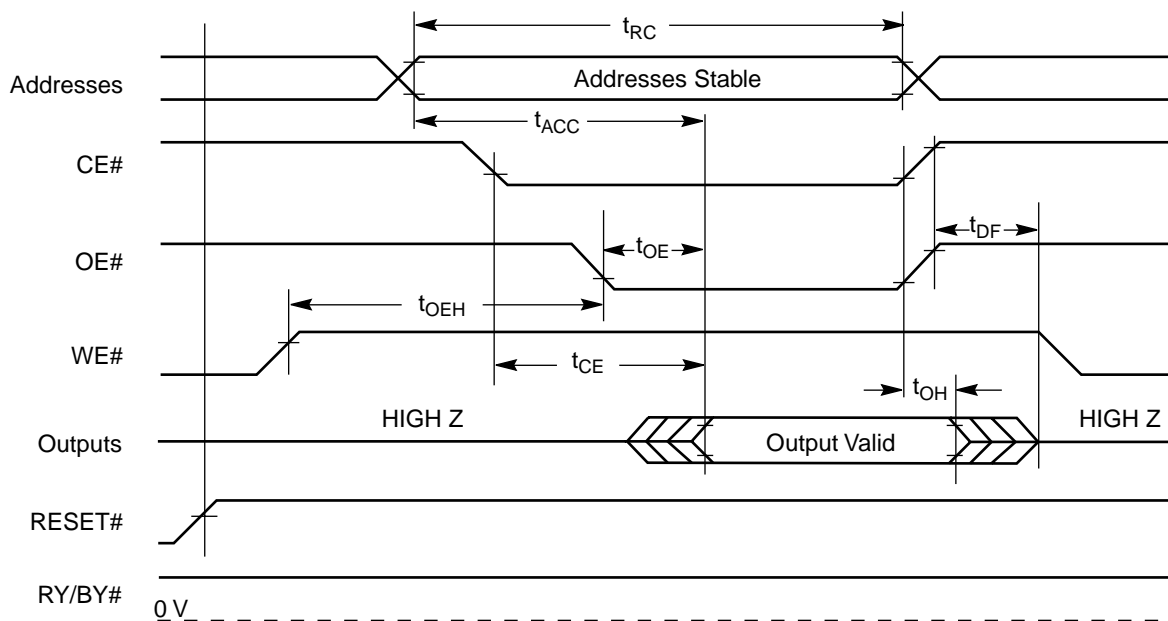 tRC
Addresses
Addresses Stable
tACC
CE#
tDF
OE#
tOE
tOEH
WE#
tCE
tOH
HIGH Z
HIGH Z
Outputs
Output Valid
RESET#
RY/BY#
0 V